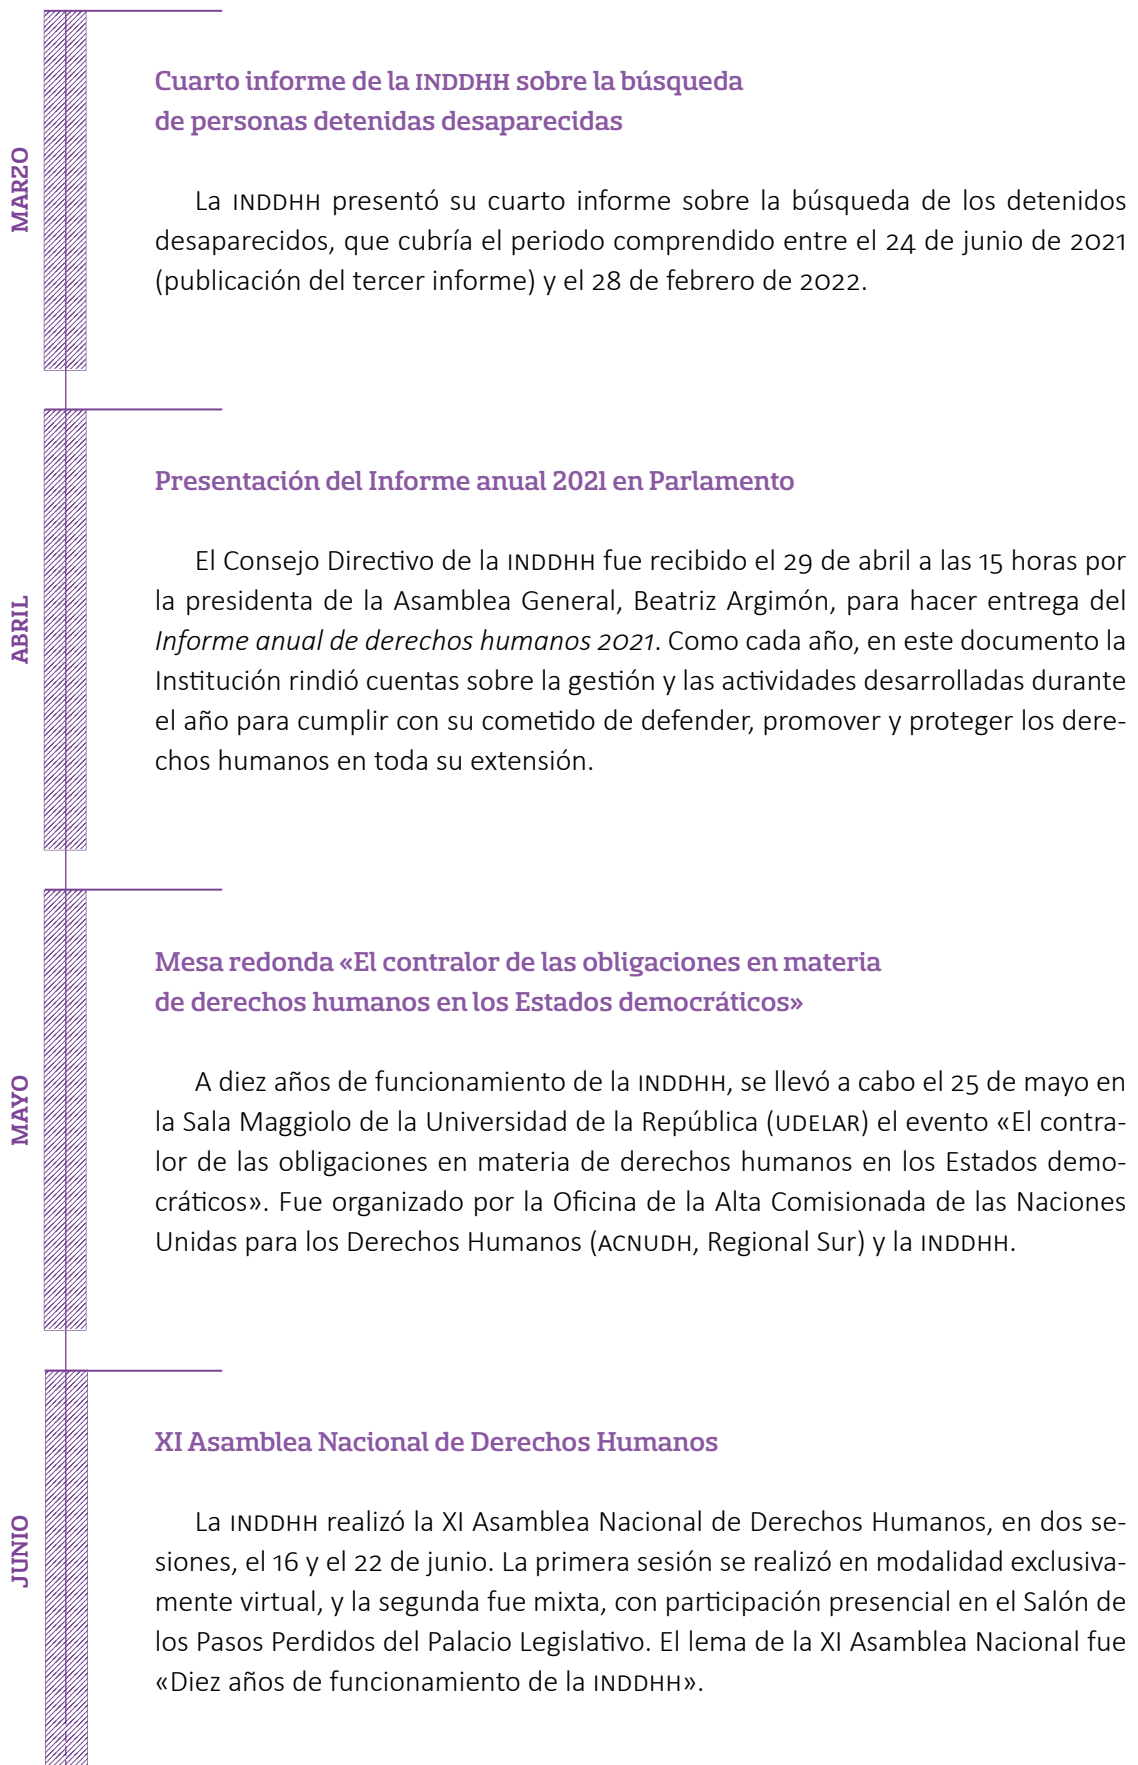 MARZO
Cuarto informe de la INDDHH sobre la búsqueda
de personas detenidas desaparecidas
La INDDHH presentó su cuarto informe sobre la búsqueda de los detenidos
desaparecidos, que cubría el periodo comprendido entre el 24 de junio de 2021
(publicación del tercer informe) y el 28 de febrero de 2022.
ABRIL
Presentación del Informe anual 2021 en Parlamento
El Consejo Directivo de la INDDHH fue recibido el 29 de abril a las 15 horas por
la presidenta de la Asamblea General, Beatriz Argimón, para hacer entrega del
Informe anual de derechos humanos 2021. Como cada año, en este documento la
Institución rindió cuentas sobre la gestión y las actividades desarrolladas durante
el año para cumplir con su cometido de defender, promover y proteger los dere-
chos humanos en toda su extensión.
MAYO
Mesa redonda «El contralor de las obligaciones en materia
de derechos humanos en los Estados democráticos»
A diez años de funcionamiento de la INDDHH, se llevó a cabo el 25 de mayo en
la Sala Maggiolo de la Universidad de la República (UDELAR) el evento «El contra-
lor de las obligaciones en materia de derechos humanos en los Estados demo-
cráticos». Fue organizado por la Oficina de la Alta Comisionada de las Naciones
Unidas para los Derechos Humanos (ACNUDH, Regional Sur) y la INDDHH.
JUNIO
XI Asamblea Nacional de Derechos Humanos
La INDDHH realizó la XI Asamblea Nacional de Derechos Humanos, en dos se-
siones, el 16 y el 22 de junio. La primera sesión se realizó en modalidad exclusiva-
mente virtual, y la segunda fue mixta, con participación presencial en el Salón de
los Pasos Perdidos del Palacio Legislativo. El lema de la XI Asamblea Nacional fue
«Diez años de funcionamiento de la INDDHH».